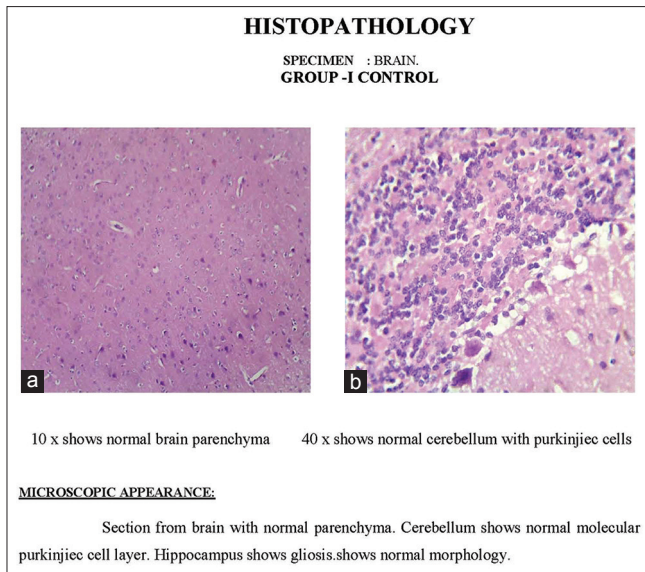 HISTOPATHOLOGY
SPECIMEN : BRAIN.
GROUP -I CONTROL
a
b
10 x shows normal brain parenchyma
40 x shows normal cerebellum with purkinjiec cells
MICROSCOPIC APPEARANCE:
Section from brain with normal parenchyma. Cerebellum shows normal molecular
purkinjiec cell layer. Hippocampus shows gliosis.shows normal morphology.